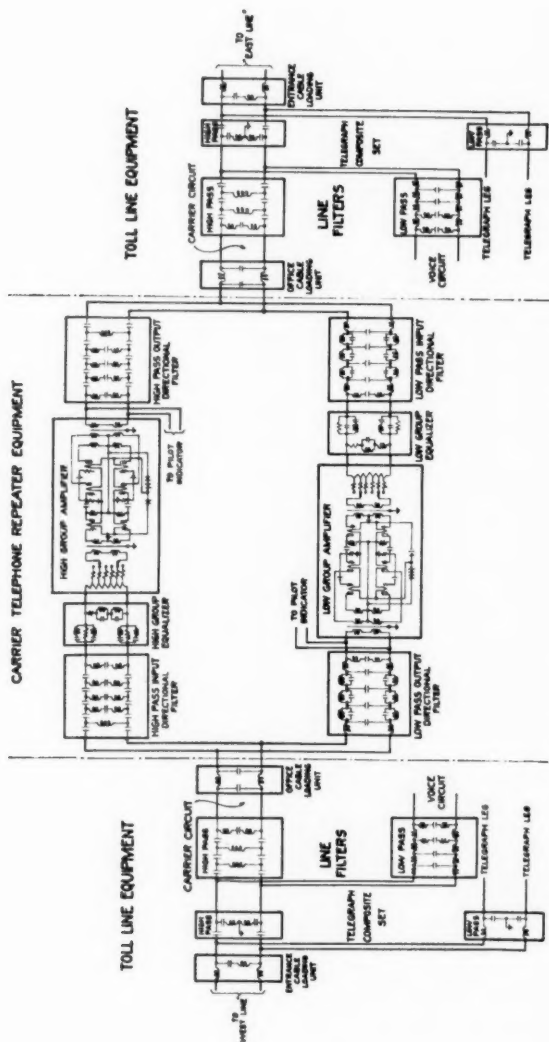 CARRIER TELEPHONE REPEATER EQUIPMENT
TOLL LINE EQUIPMENT
TO
WEST LINE
ENTRANCE
CABLE
LOADING
UNIT
HIGH
PASS
TELEGRAPH
COMPOSITE
SET
LOW
PASS
TELEGRAPH LEG
TELEGRAPH LEG
CARRIER CIRCUIT
HIGH PASS
LINE
FILTERS
LOW PASS
VOICE
CIRCUIT
OFFICE
CABLE
LOADING
UNIT
HIGH PASS INPUT
DIRECTIONAL
FILTER
HIGH GROUP
EQUALIZER
HIGH GROUP AMPLIFIER
TO PILOT
INDICATOR
HIGH PASS OUTPUT
DIRECTIONAL
FILTER
LOW PASS OUTPUT
DIRECTIONAL
FILTER
TO PILOT
INDICATOR
LOW GROUP AMPLIFIER
LOW GROUP
EQUALIZER
LOW PASS INPUT
DIRECTIONAL
FILTER
TOLL LINE EQUIPMENT
OFFICE
CABLE
LOADING
UNIT
CARRIER CIRCUIT
HIGH PASS
LINE
FILTERS
LOW PASS
VOICE
CIRCUIT
HIGH
PASS
TELEGRAPH
COMPOSITE
SET
LOW
PASS
TELEGRAPH LEG
TELEGRAPH LEG
ENTRANCE
CABLE
LOADING
UNIT
TO
"EAST LINE"